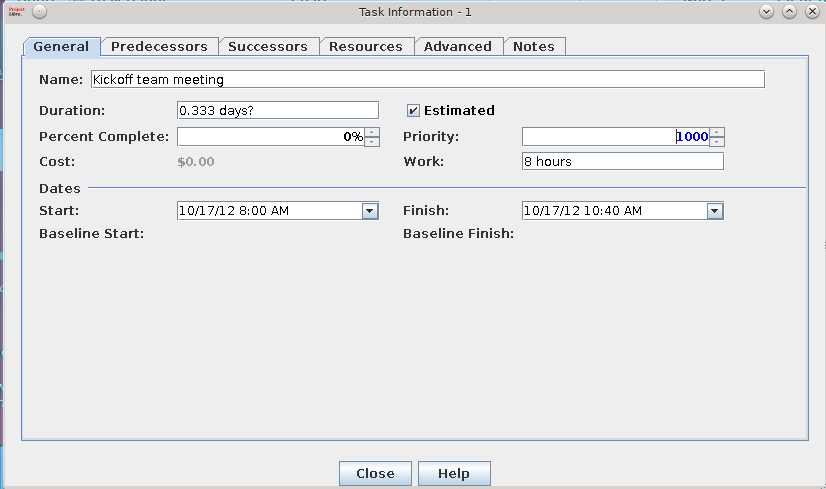 Project
Libre.
Task Information - 1
General Predecessors Successors Resources Advanced Notes
Name: Kickoff team meeting
Duration: 0.333 days? Estimated
Percent Complete: 0% Priority: 1000
Cost: $0.00 Work: 8 hours
Dates
Start: 10/17/12 8:00 AM Finish: 10/17/12 10:40 AM
Baseline Start: Baseline Finish:
Close Help